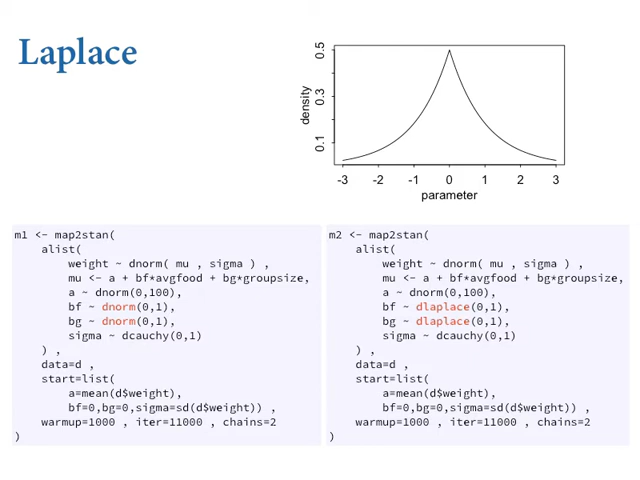 Laplace
0.5
0.3
0.1
density
-3 -2 -1 0 1 2 3
parameter
m1 <- map2stan(
    alist(
        weight ~ dnorm( mu , sigma ) ,
        mu <- a + bf*avgfood + bg*groupsize,
        a ~ dnorm(0,100),
        bf ~ dnorm(0,1),
        bg ~ dnorm(0,1),
        sigma ~ dcauchy(0,1)
    ) ,
    data=d ,
    start=list(
        a=mean(d$weight),
        bf=0,bg=0,sigma=sd(d$weight)) ,
    warmup=1000 , iter=11000 , chains=2
)
m2 <- map2stan(
    alist(
        weight ~ dnorm( mu , sigma ) ,
        mu <- a + bf*avgfood + bg*groupsize,
        a ~ dnorm(0,100),
        bf ~ dlaplace(0,1),
        bg ~ dlaplace(0,1),
        sigma ~ dcauchy(0,1)
    ) ,
    data=d ,
    start=list(
        a=mean(d$weight),
        bf=0,bg=0,sigma=sd(d$weight)) ,
    warmup=1000 , iter=11000 , chains=2
)